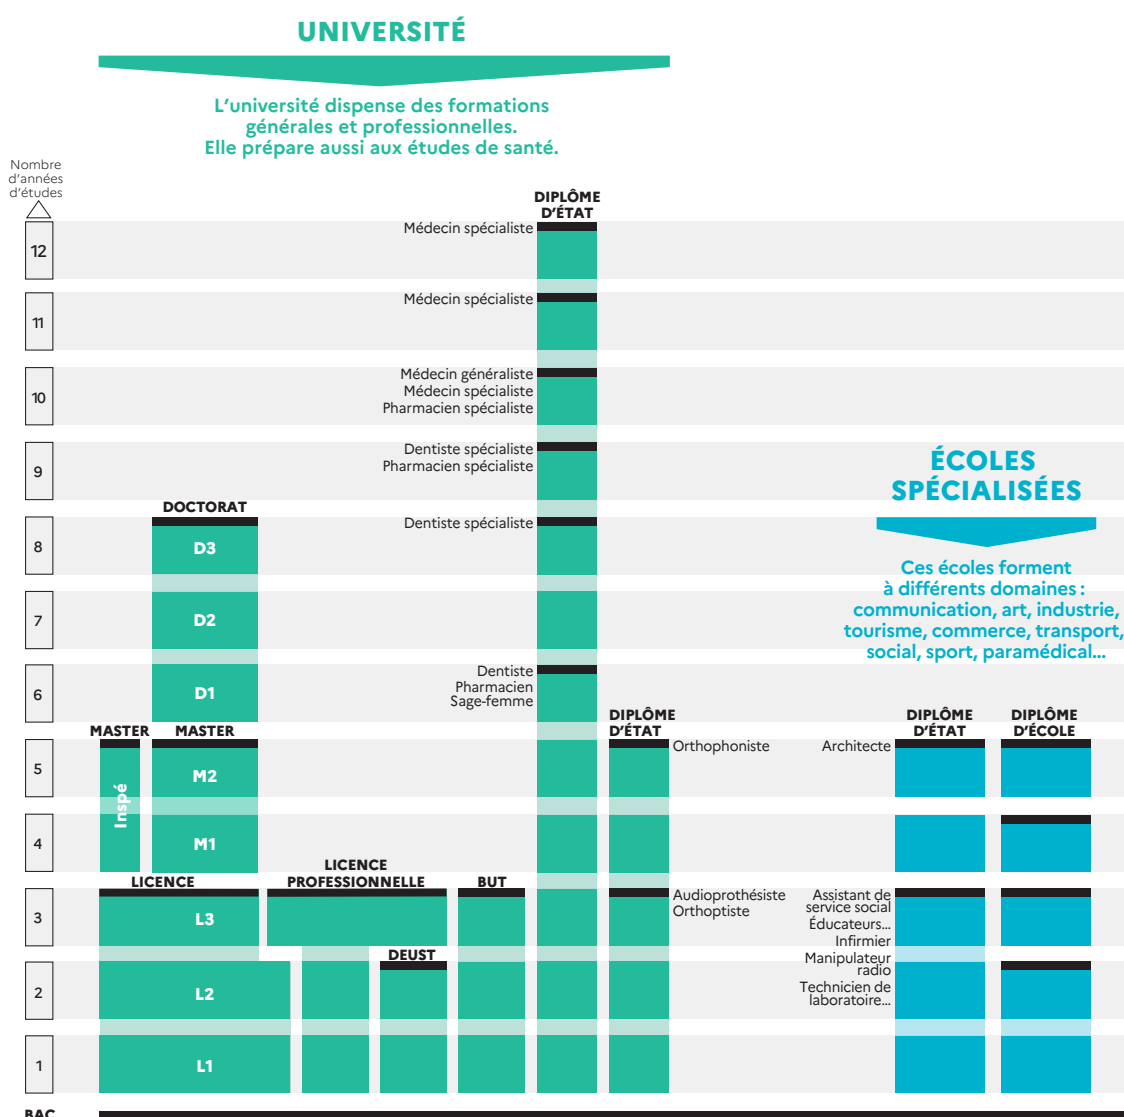 UNIVERSITÉ
L'université dispense des formations
générales et professionnelles.
Elle prépare aussi aux études de santé.
Nombre
d'années
d'études
DIPLÔME
D'ÉTAT
12
Médecin spécialiste
11
Médecin spécialiste
10
Médecin généraliste
Médecin spécialiste
Pharmacien spécialiste
9
Dentiste spécialiste
Pharmacien spécialiste
ÉCOLES
SPÉCIALISÉES
Ces écoles forment
à différents domaines :
communication, art, industrie,
tourisme, commerce, transport,
social, sport, paramédical...
DOCTORAT
8
D3
Dentiste spécialiste
7
D2
6
D1
Dentiste
Pharmacien
Sage-femme
MASTER
MASTER
DIPLÔME
D'ÉTAT
DIPLÔME
D'ÉTAT
DIPLÔME
D'ÉCOLE
5
Inspé
M2
Orthophoniste
Architecte
4
M1
LICENCE
LICENCE
PROFESSIONNELLE
BUT
3
L3
Audioprothésiste
Orthoptiste
Assistant de
service social
Éducateurs...
Infirmier
Manipulateur
radio
Technicien de
laboratoire...
DEUST
2
L2
1
L1
BAC